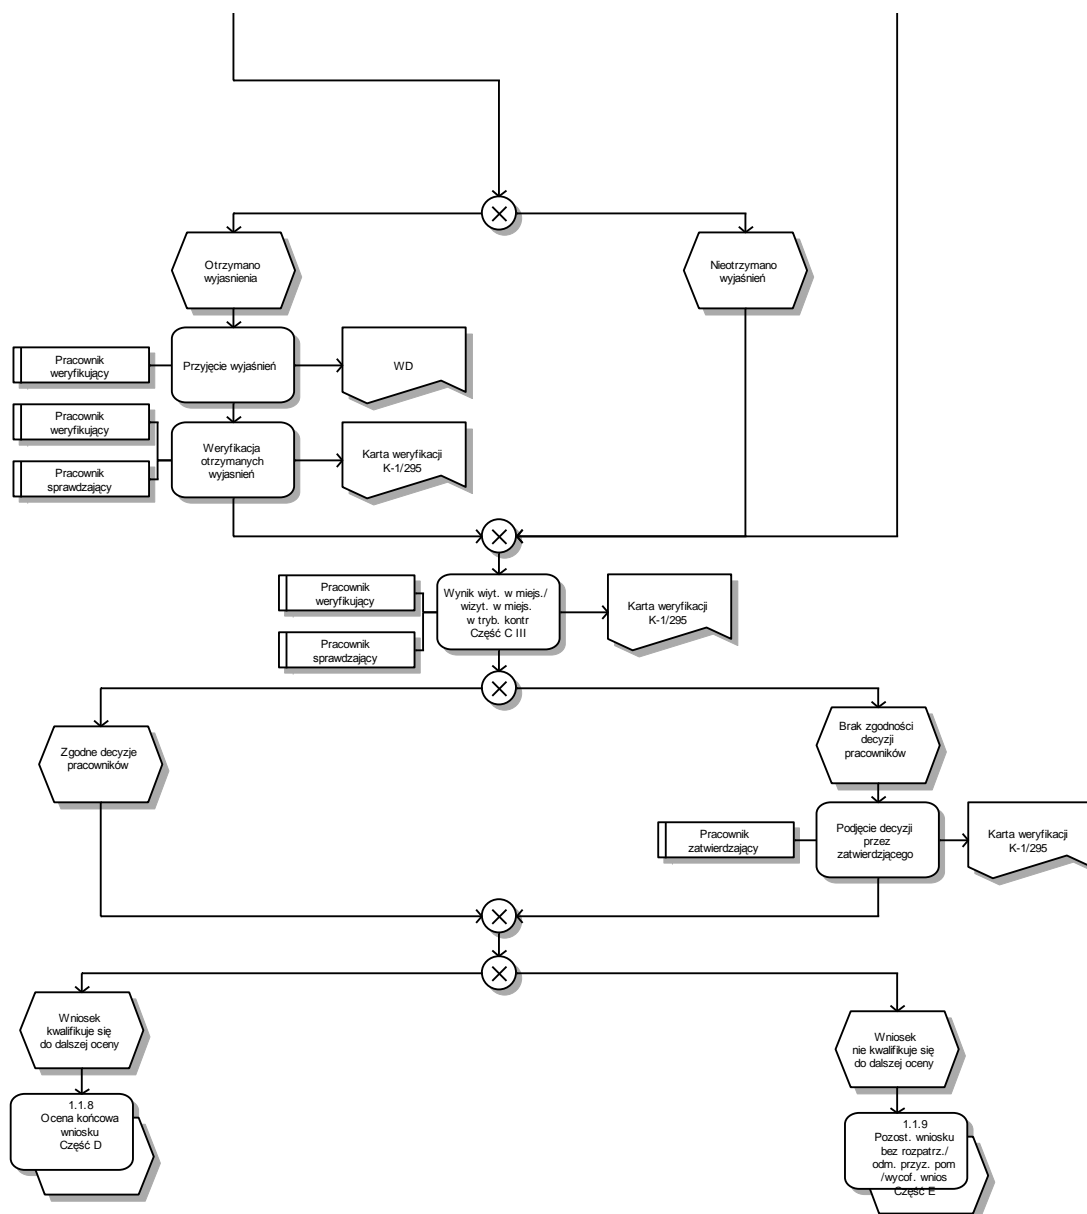 Otrzymano
wyjasnienia
Nieotrzymano
wyjaśnień
Pracownik
weryfikujący
Przyjęcie wyjaśnień
WD
Pracownik
weryfikujący
Pracownik
sprawdzający
Weryfikacja
otrzymanych
wyjasnień
Karta weryfikacji
K-1/295
Pracownik
weryfikujący
Pracownik
sprawdzający
Wynik wiyt. w miejs./
wizyt. w miejs.
w tryb. kontr
Część C III
Karta weryfikacji
K-1/295
Zgodne decyzje
pracowników
Brak zgodności
decyzji
pracowników
Pracownik
zatwierdzający
Podjęcie decyzji
przez
zatwierdzjącego
Karta weryfikacji
K-1/295
Wniosek
kwalifikuje się
do dalszej oceny
Wniosek
nie kwalifikuje się
do dalszej oceny
1.1.8
Ocena końcowa
wniosku
Część D
1.1.9
Pozost. wniosku
bez rozpatrz./
odm. przyz. pom
/wycof. wnios
Część E